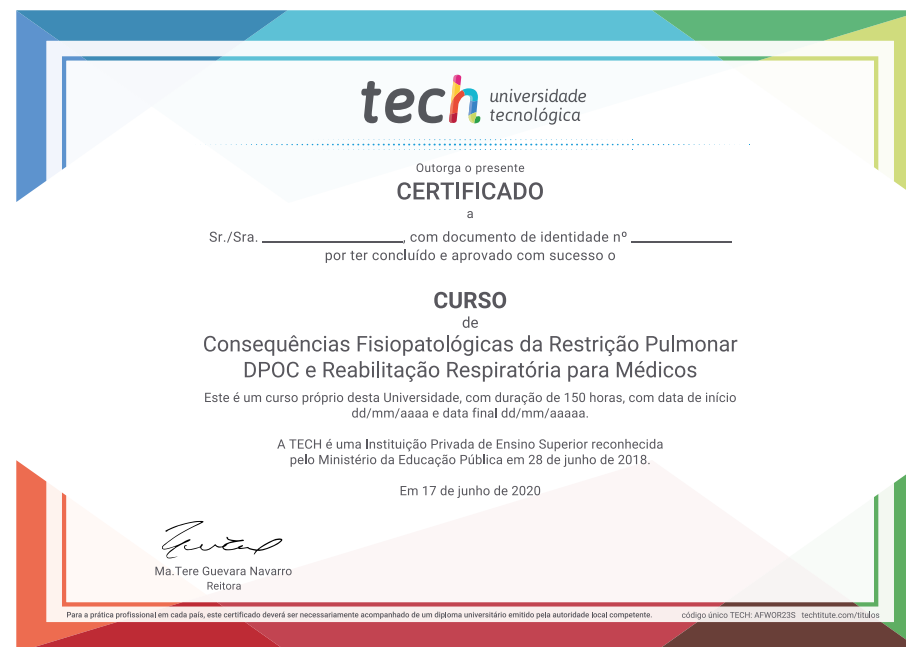 tech universidade
tecnológica
Outorga o presente
CERTIFICADO
a
Sr./Sra. ____________, com documento de identidade nº ____________
por ter concluído e aprovado com sucesso o
CURSO
de
Consequências Fisiopatológicas da Restrição Pulmonar
DPOC e Reabilitação Respiratória para Médicos
Este é um curso próprio desta Universidade, com duração de 150 horas, com data de início
dd/mm/aaaa e data final dd/mm/aaaaa.
A TECH é uma Instituição Privada de Ensino Superior reconhecida
pelo Ministério da Educação Pública em 28 de junho de 2018.
Em 17 de junho de 2020
Ma.Tere Guevara Navarro
Reitora
Para a prática profissional em cada país, este certificado deverá ser necessariamente acompanhado de um diploma universitário emitido pela autoridade local competente.
código único TECH: AFWOR23S techtitute.com/titulos